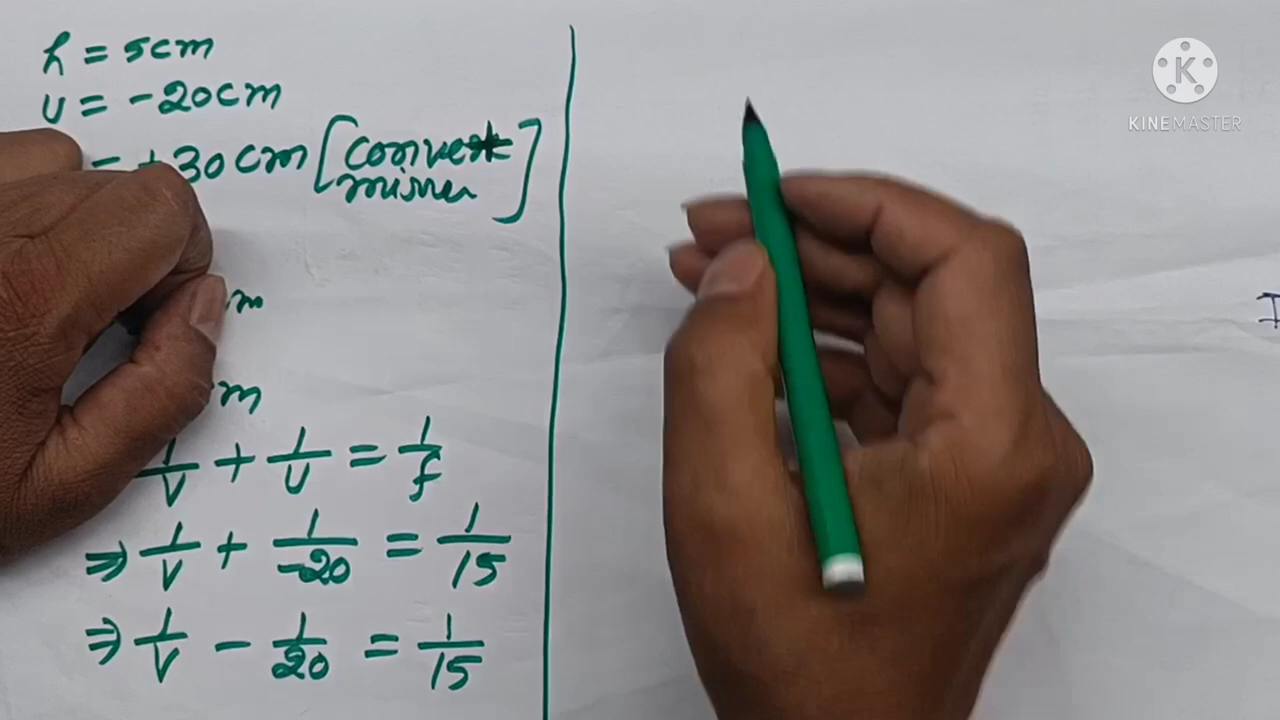 h = 5cm
u = -20cm
= +30cm [convex mirror]
m
m
1/v + 1/u = 1/f
⇒ 1/v + 1/-20 = 1/15
⇒ 1/v - 1/20 = 1/15
K
KINEMASTER
I